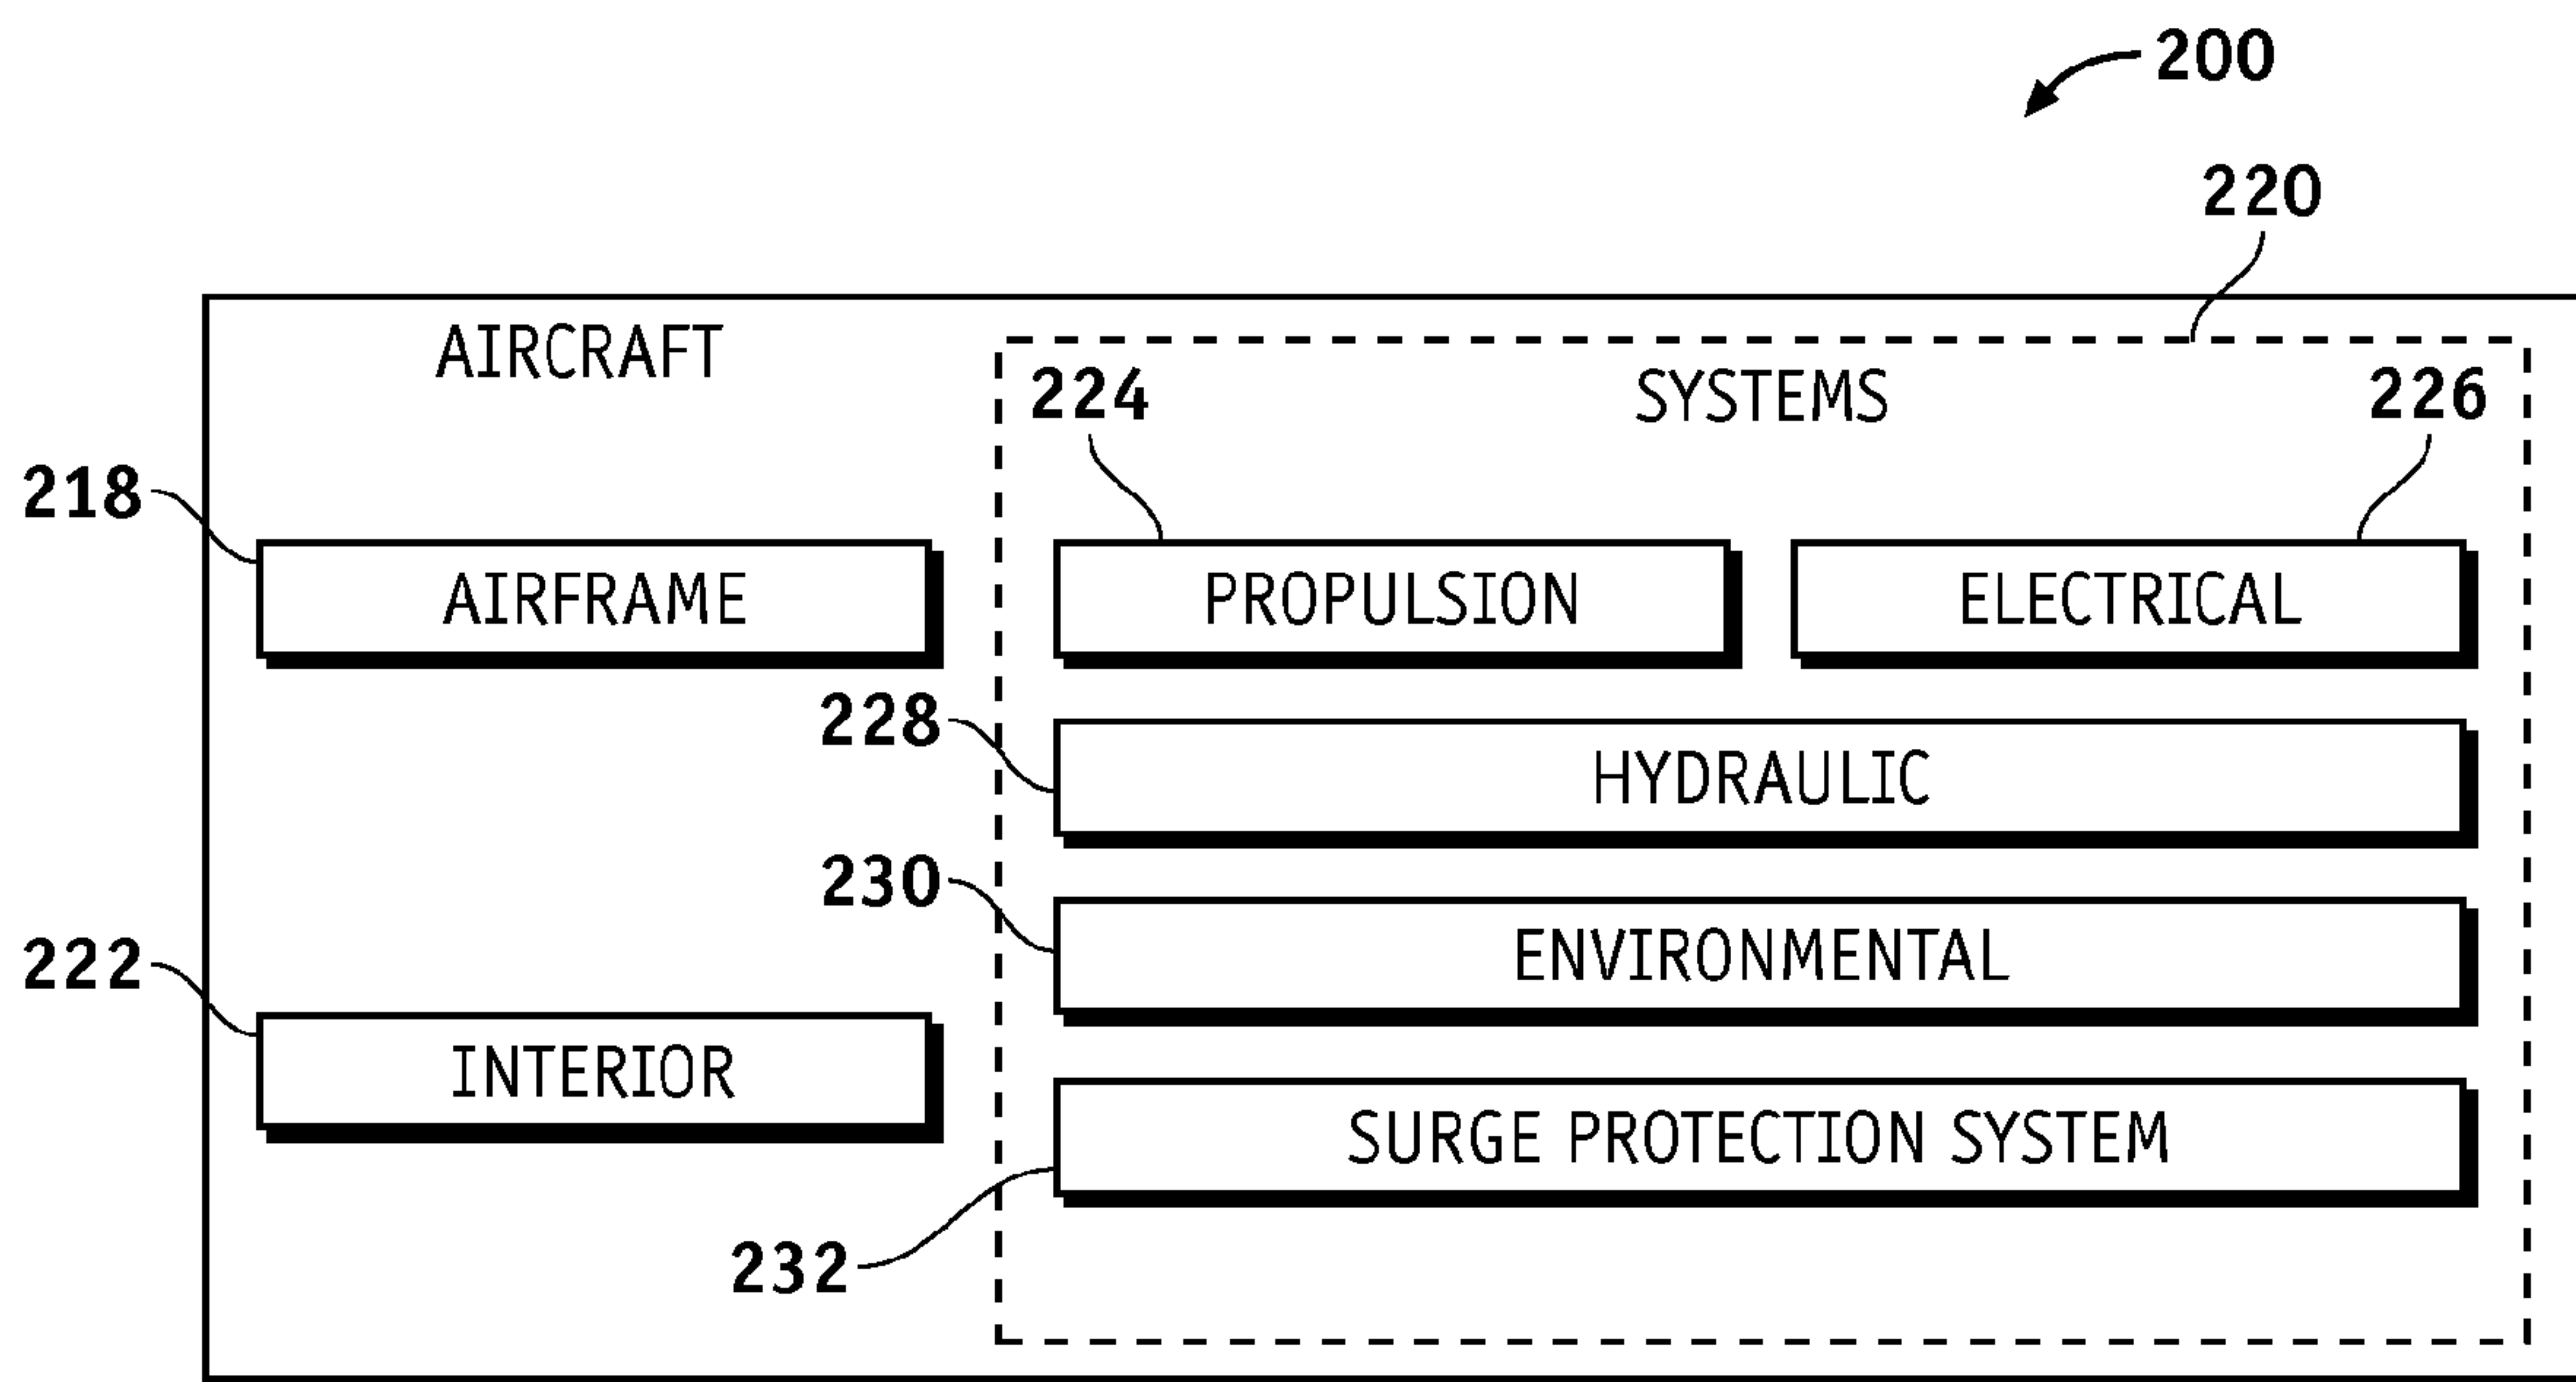 200
220
AIRCRAFT
SYSTEMS
224
226
218
AIRFRAME
PROPULSION
ELECTRICAL
228
HYDRAULIC
230
ENVIRONMENTAL
222
INTERIOR
SURGE PROTECTION SYSTEM
232